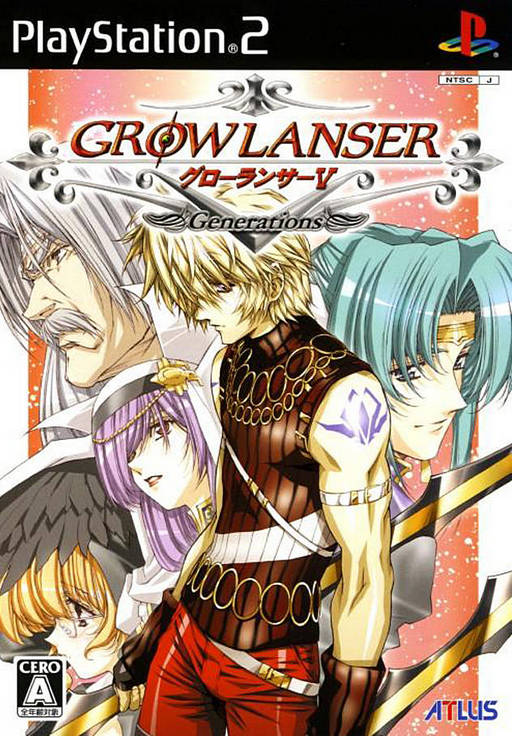 PlayStation®2
NTSC J
GROWLANSER
グローランサーV
Generations
CERO
A
全年齢対象
ATLUS